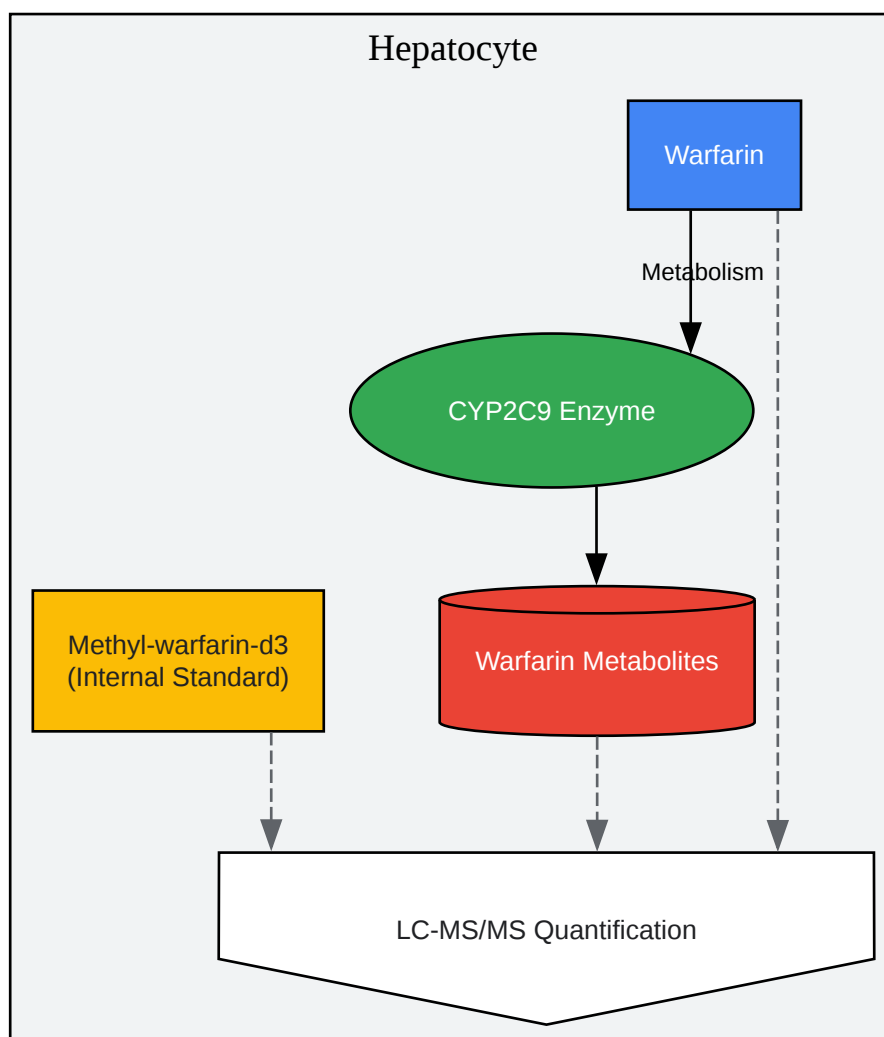 Hepatocyte
Warfarin
Metabolism
CYP2C9 Enzyme
Methyl-warfarin-d3
(Internal Standard)
Warfarin Metabolites
LC-MS/MS Quantification